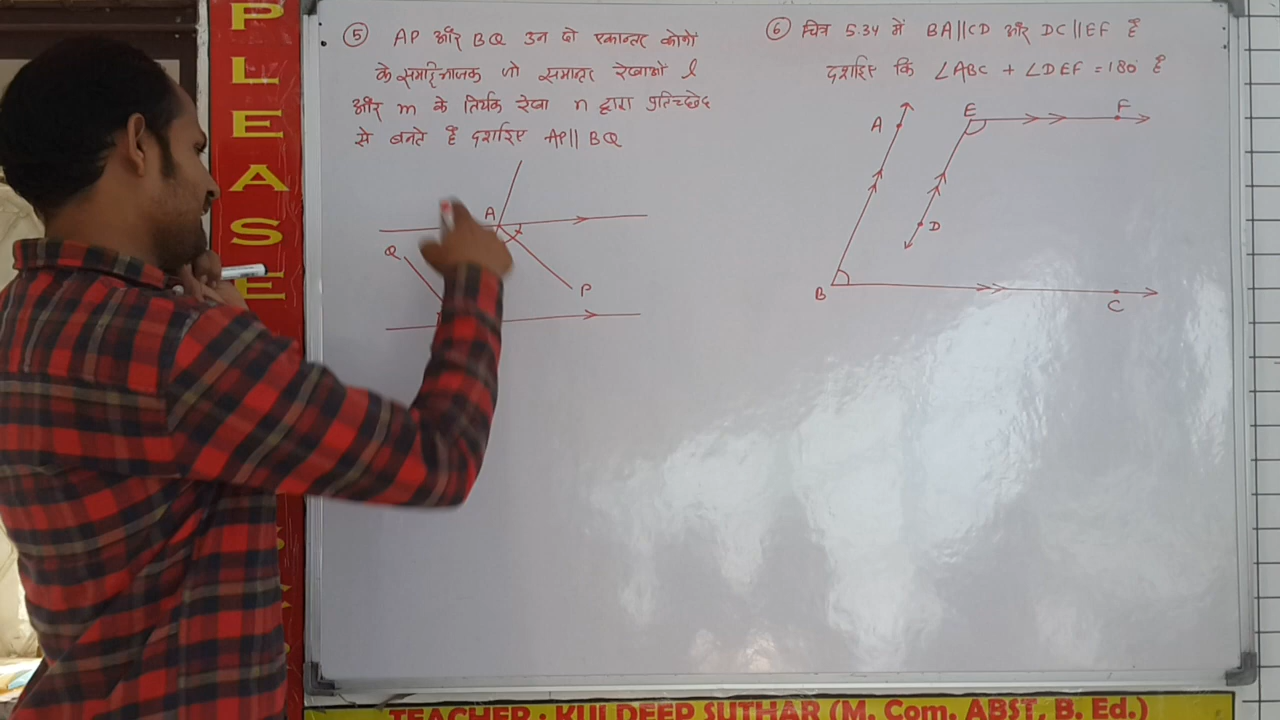 PLEASE
⑤ AP और BQ उन दो एकान्तर कोणों
के समद्विभाजक जो समान्तर रेखाओं l
और m के तिर्यक रेखा n द्वारा प्रतिच्छेद
से बनते है दर्शाइए AP || BQ
A
Q
P
⑥ चित्र 5.34 में BA||CD और DC||EF है
दर्शाइए कि ∠ABC + ∠DEF = 180° है
A
E
F
D
B
C
TEACHER : KULDEEP SUTHAR (M. Com. ABST, B. Ed.)